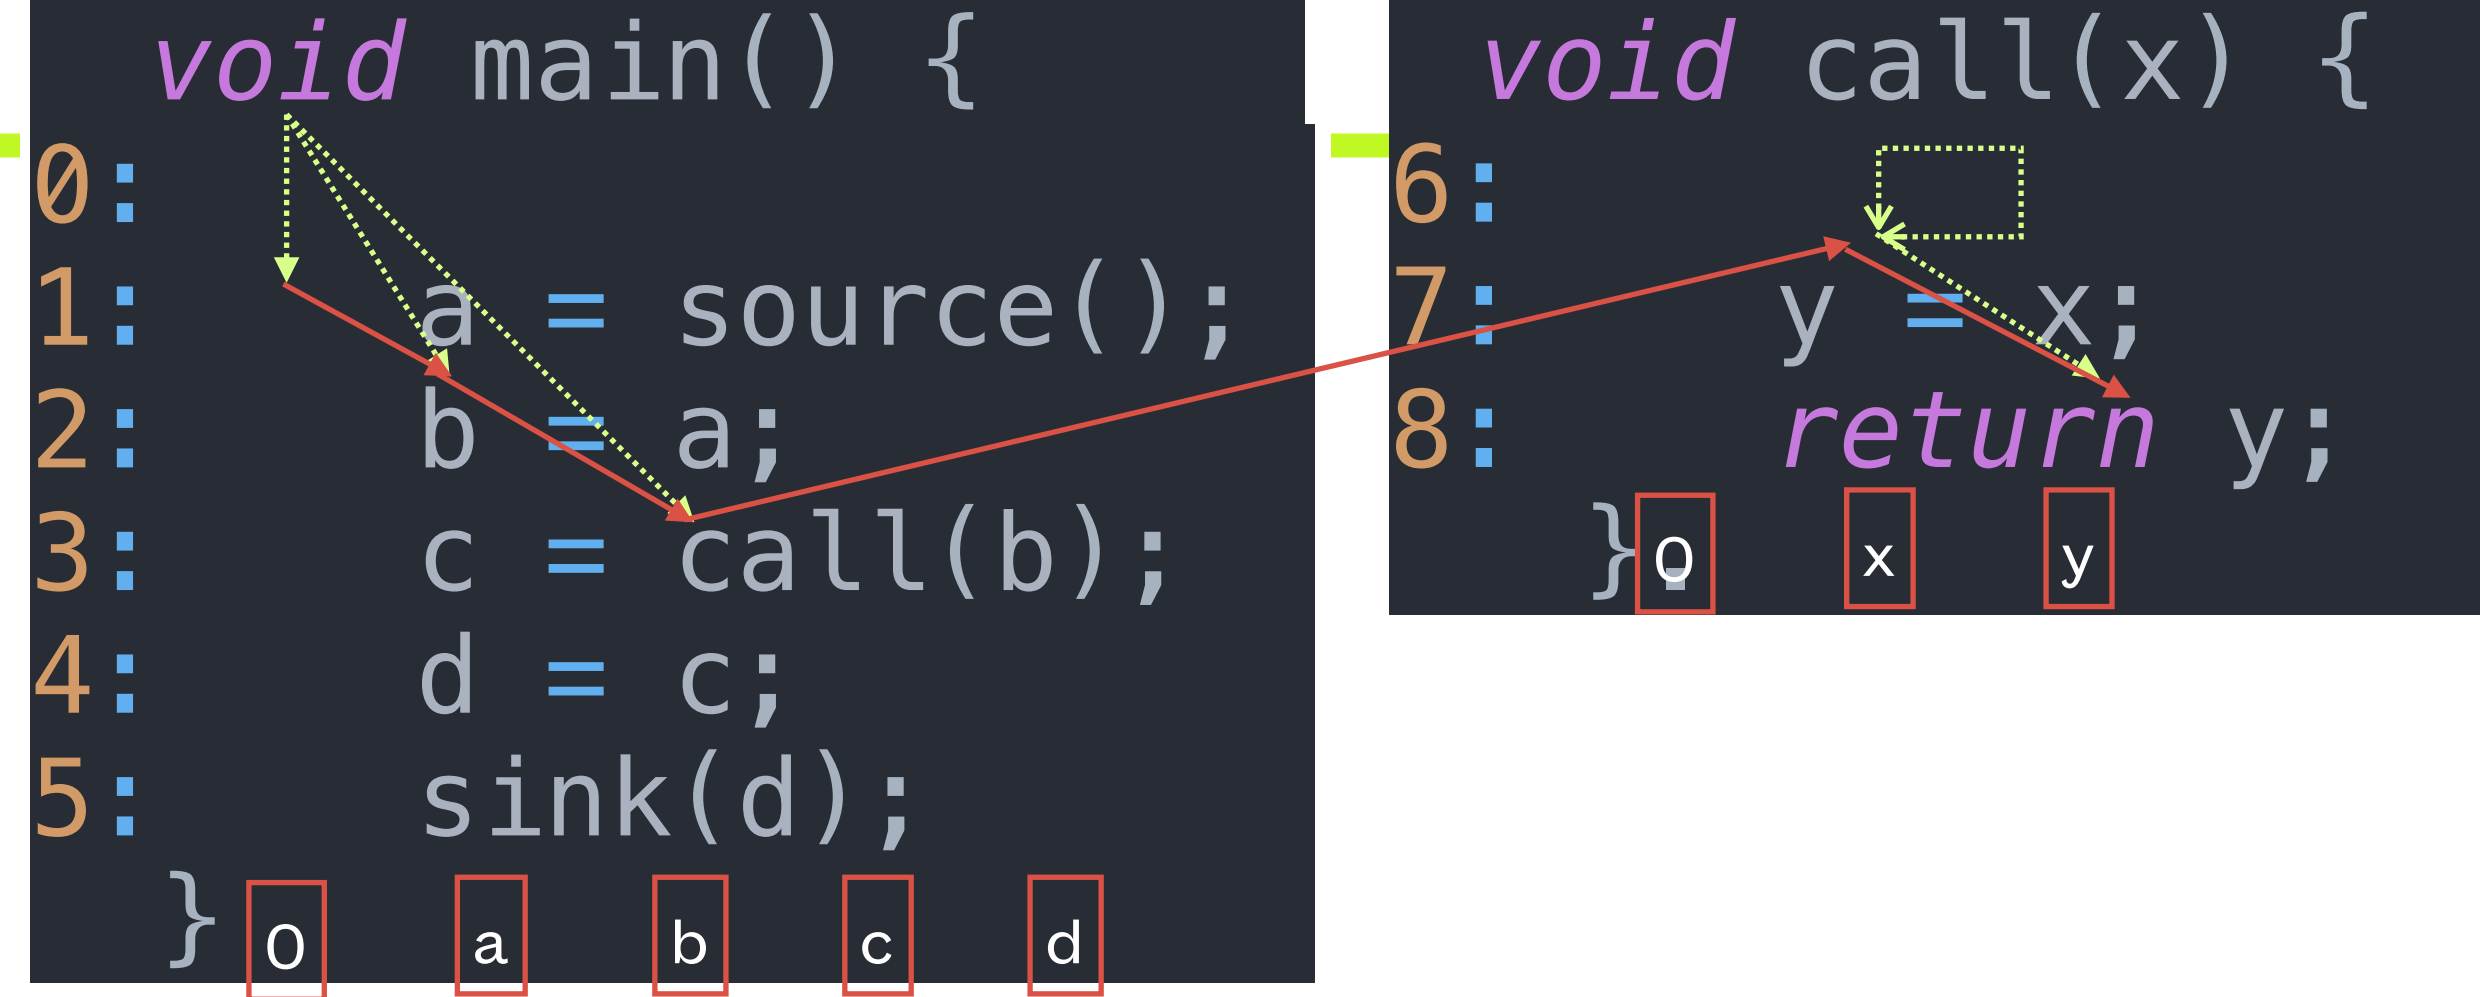 void main() {
0:
1: a = source();
2: b = a;
3: c = call(b);
4: d = c;
5: sink(d);
}
0 a b c d
void call(x) {
6:
7: y = x;
8: return y;
}
0 x y